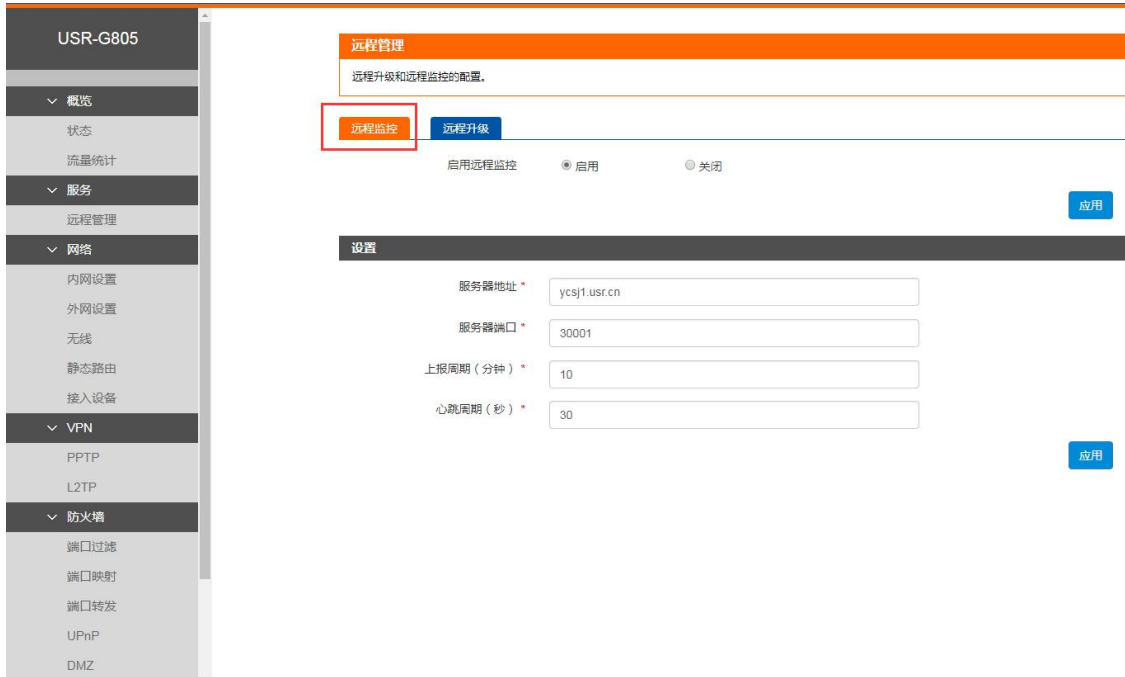 USR-G805
概览
状态
流量统计
服务
远程管理
网络
内网设置
外网设置
无线
静态路由
接入设备
VPN
PPTP
L2TP
防火墙
端口过滤
端口映射
端口转发
UPnP
DMZ
远程管理
远程升级和远程监控的配置。
远程监控 远程升级
启用远程监控 启用 关闭
应用
设置
服务器地址 * ycsj1.usr.cn
服务器端口 * 30001
上报周期（分钟） * 10
心跳周期（秒） * 30
应用